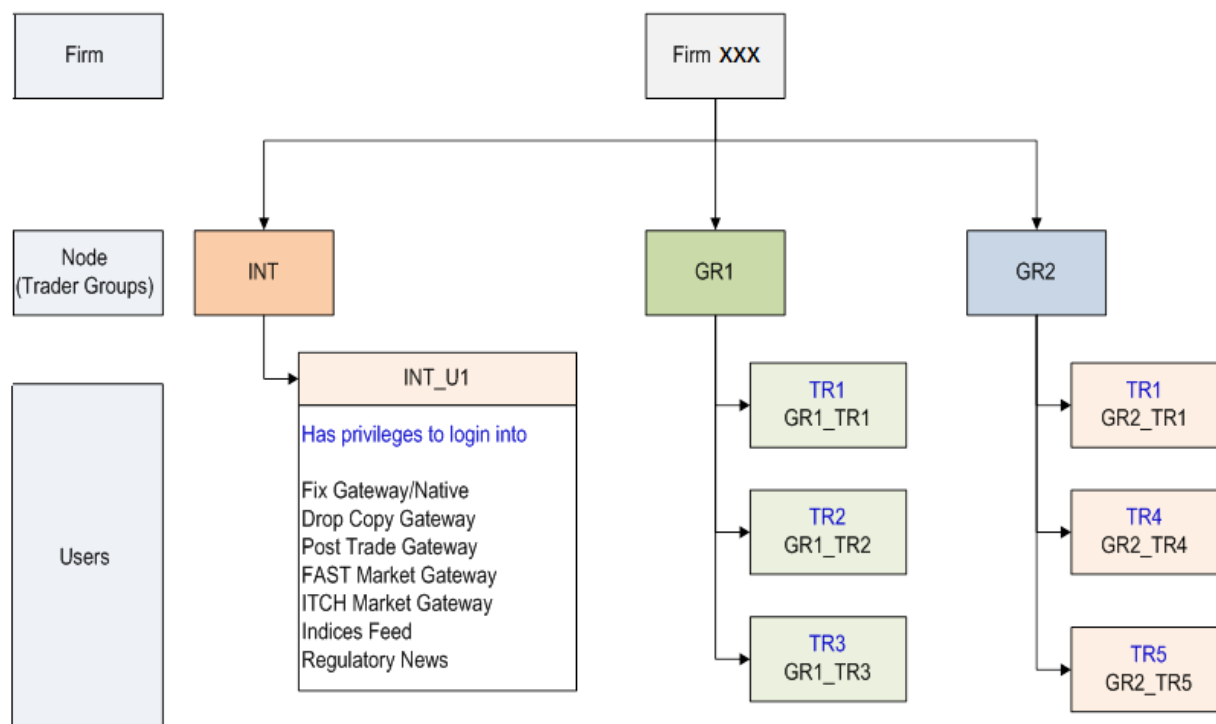 Firm
Firm XXX
Node
(Trader Groups)
INT
GR1
GR2
Users
INT_U1
Has privileges to login into
Fix Gateway/Native
Drop Copy Gateway
Post Trade Gateway
FAST Market Gateway
ITCH Market Gateway
Indices Feed
Regulatory News
TR1
GR1_TR1
TR2
GR1_TR2
TR3
GR1_TR3
TR1
GR2_TR1
TR4
GR2_TR4
TR5
GR2_TR5